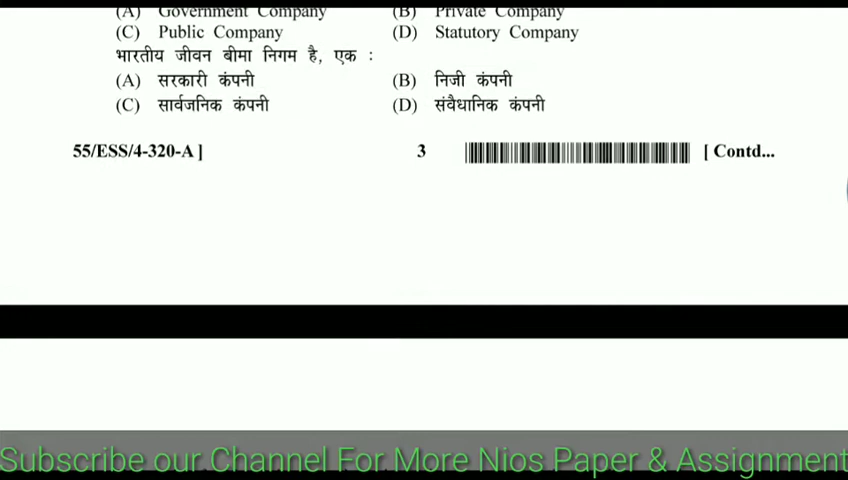 (A) Government Company (B) Private Company
(C) Public Company (D) Statutory Company
भारतीय जीवन बीमा निगम है, एक :
(A) सरकारी कंपनी (B) निजी कंपनी
(C) सार्वजनिक कंपनी (D) संवैधानिक कंपनी
55/ESS/4-320-A ] 3 [ Contd...
Subscribe our Channel For More Nios Paper & Assignment